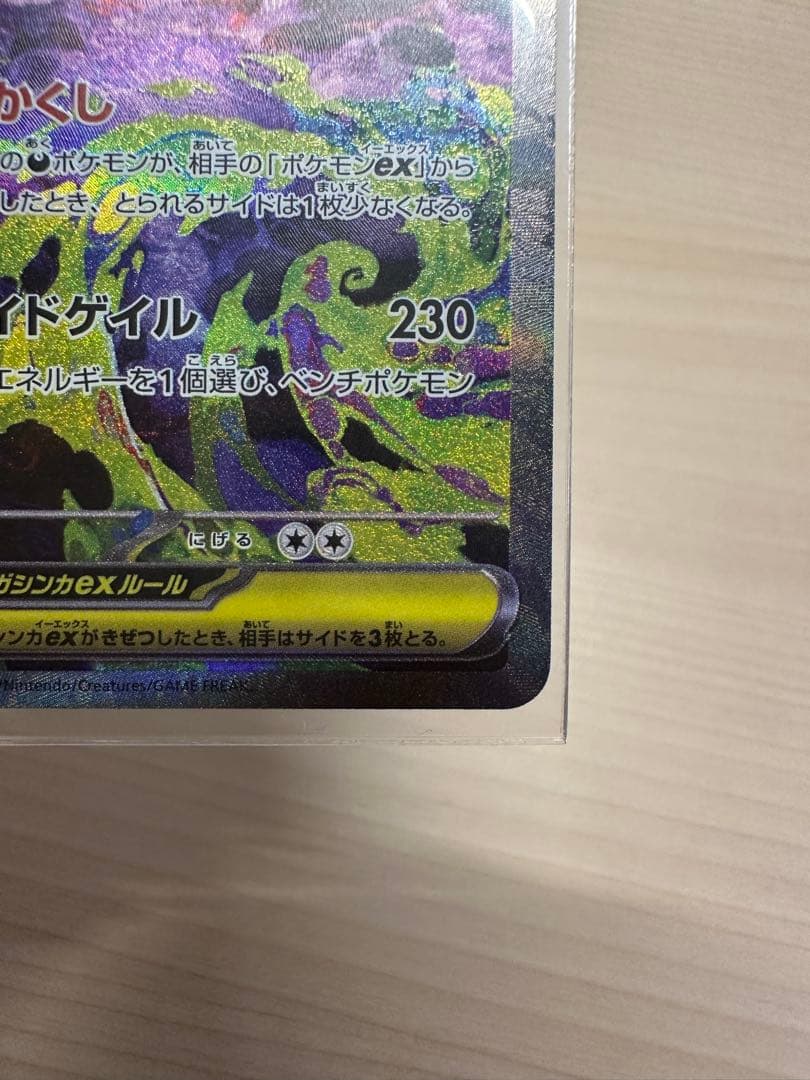 かくし
のポケモンが、相手の「ポケモンex」から
したとき、とられるサイドは1枚少なくなる。
イドゲイル 230
エネルギーを1個選び、ベンチポケモン
にげる
ガシンカexルール
シンカexがきぜつしたとき、相手はサイドを3枚とる。
/Nintendo/Creatures/GAME FREAK.